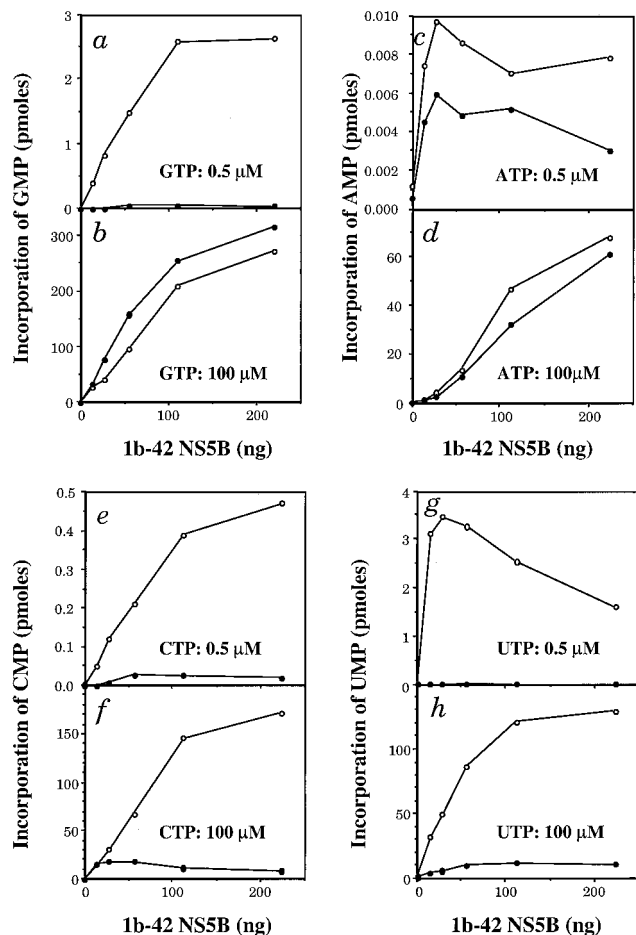 a
Incorporation of GMP (pmoles)
3
2
1
0
GTP: 0.5 µM
b
300
200
100
0
GTP: 100 µM
0
100
200
1b-42 NS5B (ng)
c
Incorporation of AMP (pmoles)
0.010
0.008
0.006
0.004
0.002
0.000
ATP: 0.5 µM
d
60
40
20
0
ATP: 100µM
0
100
200
1b-42 NS5B (ng)
e
Incorporation of CMP (pmoles)
0.5
0.4
0.3
0.2
0.1
0.0
CTP: 0.5 µM
f
150
100
50
0
CTP: 100 µM
0
100
200
1b-42 NS5B (ng)
g
Incorporation of UMP (pmoles)
4
3
2
1
0
UTP: 0.5 µM
h
100
50
0
UTP: 100 µM
0
100
200
1b-42 NS5B (ng)